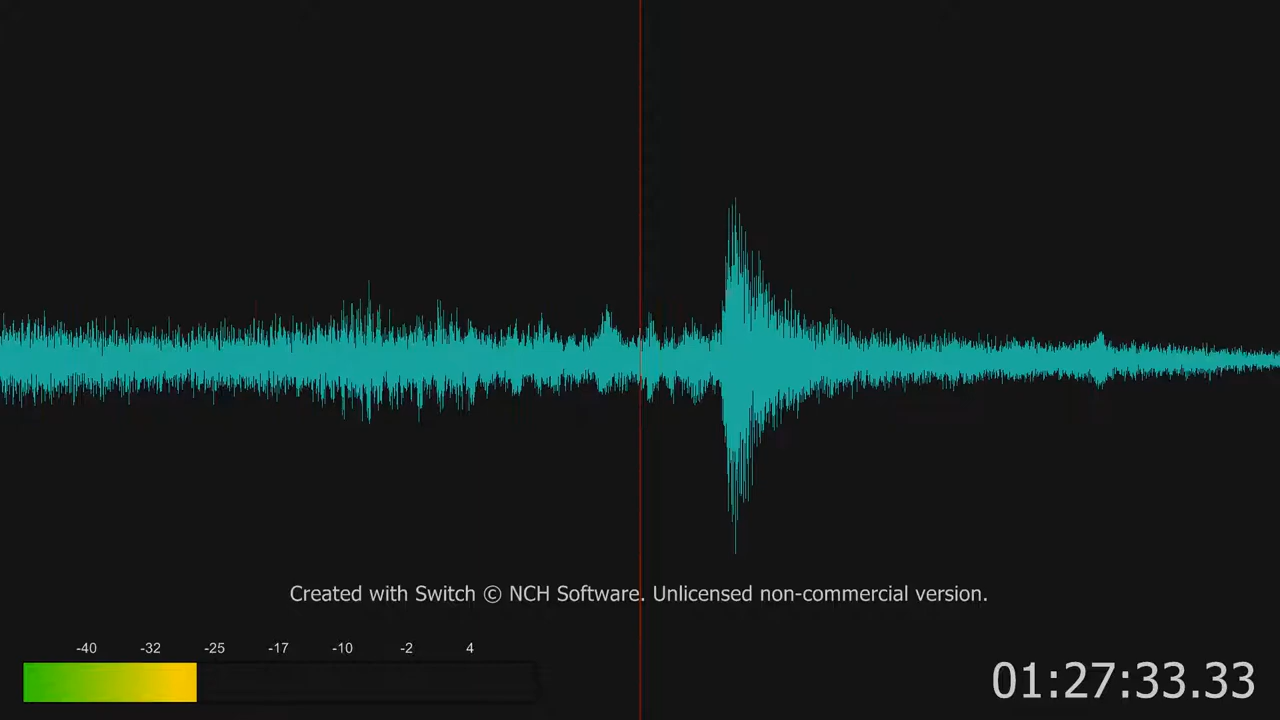 Created with Switch © NCH Software. Unlicensed non-commercial version.
-40 -32 -25 -17 -10 -2 4
01:27:33.33